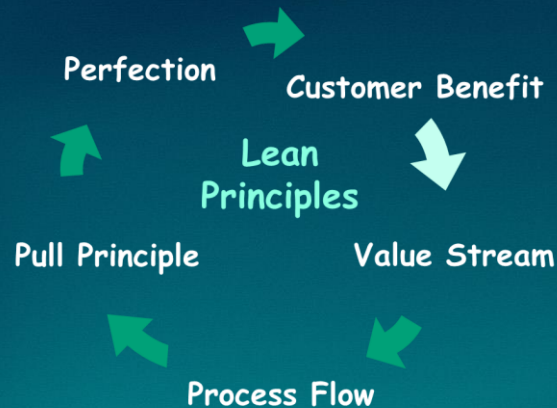 Perfection
Customer Benefit
Lean
Principles
Pull Principle
Value Stream
Process Flow